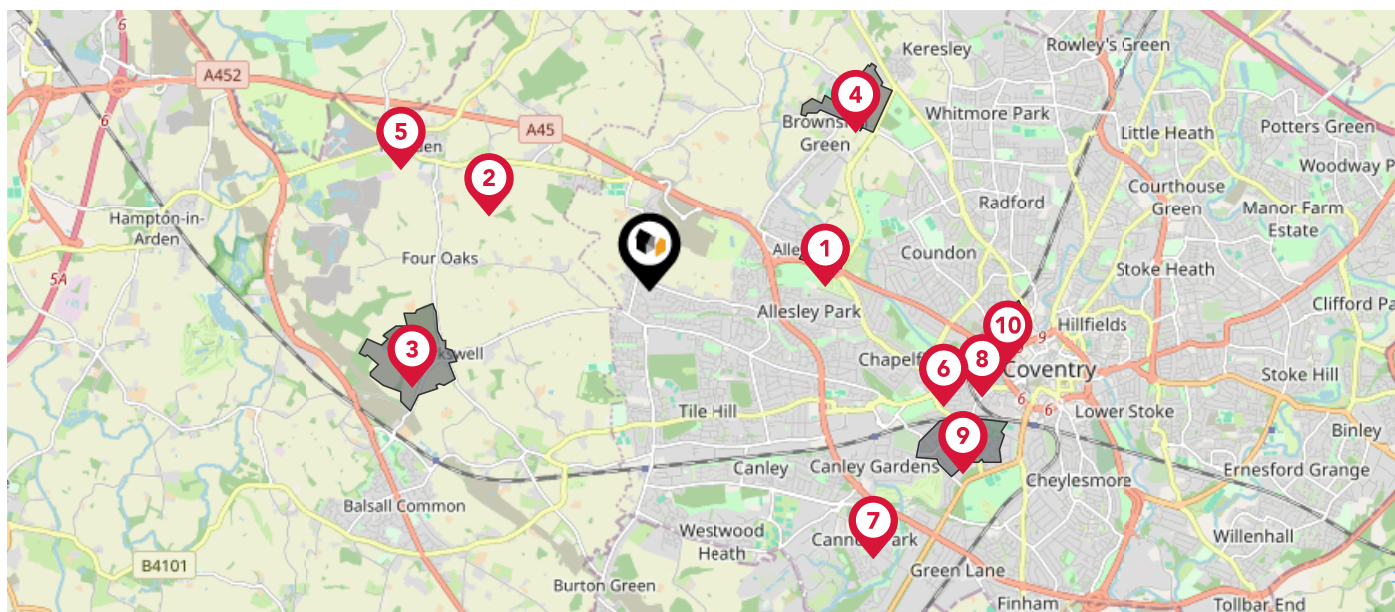 6
Keresley
Rowley's Green
A452
4
Whitmore Park
5
A45
Little Heath
Potters Green
6
Green
Woodway P
2
Courthouse
Green
Radford
Manor Farm
Estate
Hampton-in-
Arden
1
Coundon
Four Oaks
Stoke Heath
5A
Allesley Park
Clifford Pa
10
Hillfields
9
3
6
8
Coventry
Stoke Hill
6
6
Tile Hill
Lower Stoke
9
Binley
Canley
Canley Gardens
Ernesford Grange
Cheylesmore
Balsall Common
7
Westwood
Heath
Willenhall
B4101
Green Lane
Burton Green
Finham
Tollbar End